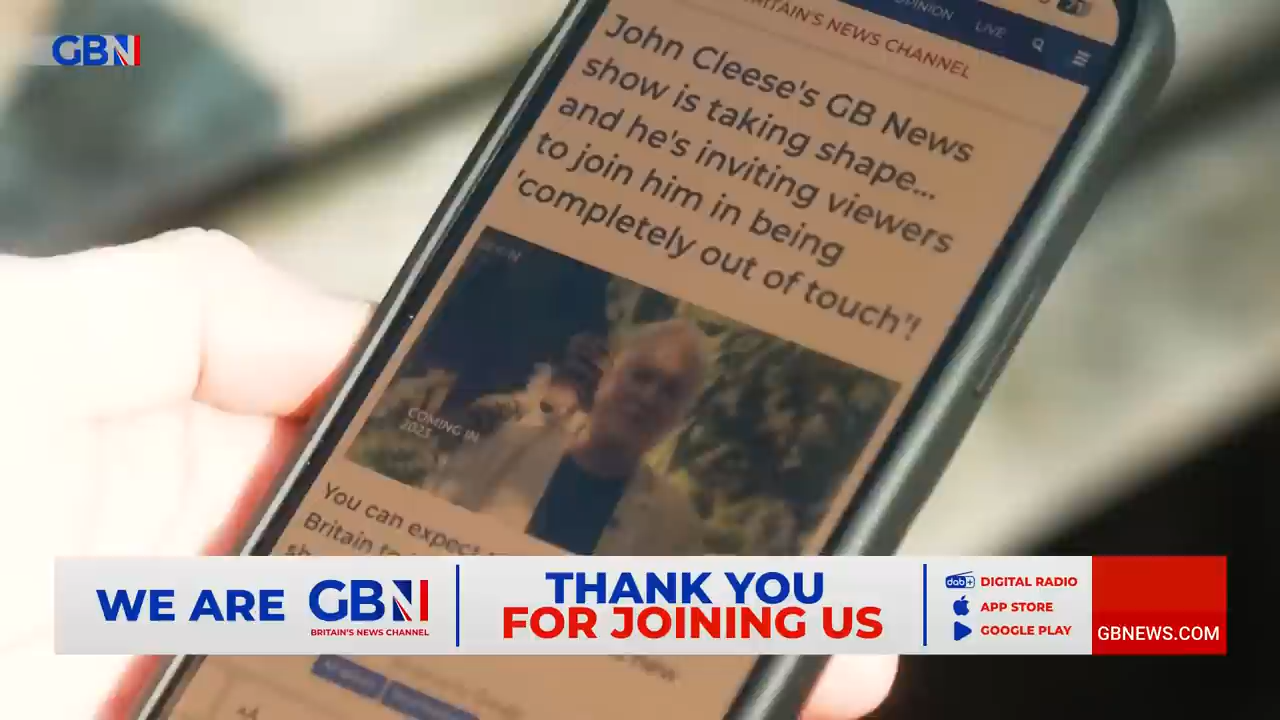 GBN
OPINION LIVE
BRITAIN'S NEWS CHANNEL
John Cleese's GB News
show is taking shape...
and he's inviting viewers
to join him in being
'completely out of touch'!
COMING IN
2023
You can expect
Britain
WE ARE GBN
BRITAIN'S NEWS CHANNEL
THANK YOU
FOR JOINING US
dab+ DIGITAL RADIO
APP STORE
GOOGLE PLAY
GBNEWS.COM
AA